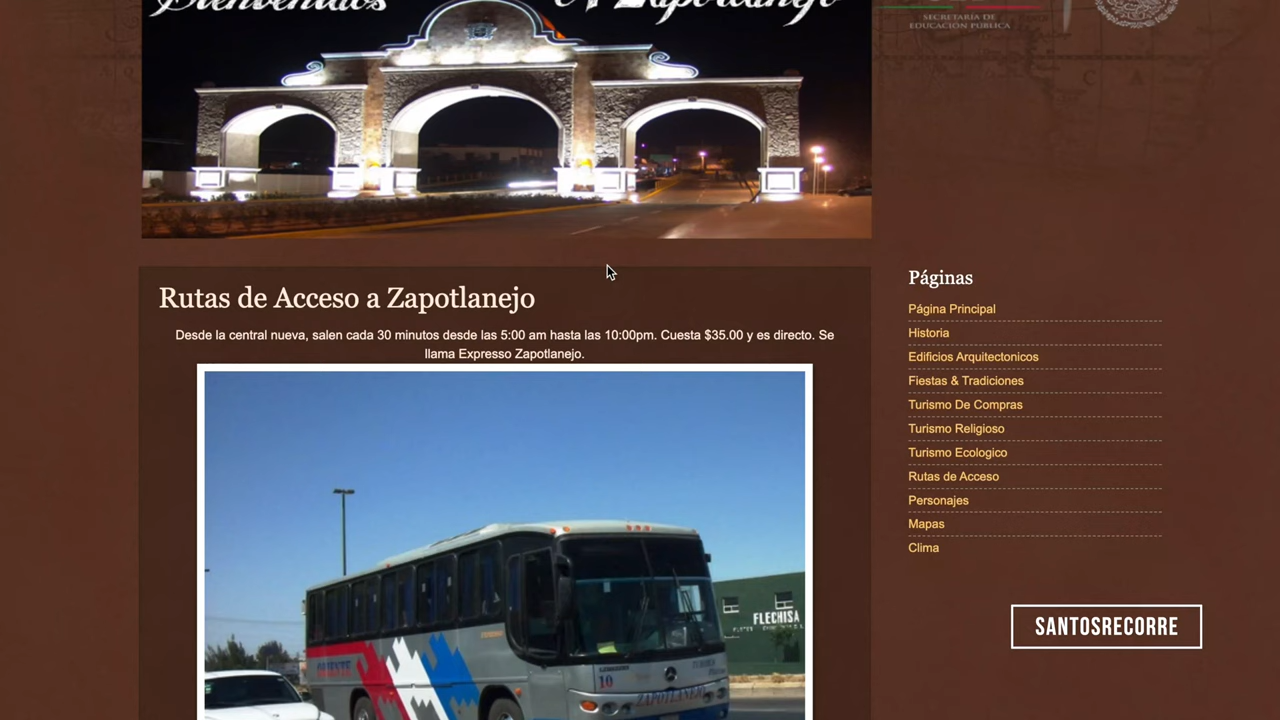 Bienvenidos A Zapotlanejo
SECRETARÍA DE
EDUCACIÓN PÚBLICA
Rutas de Acceso a Zapotlanejo
Desde la central nueva, salen cada 30 minutos desde las 5:00 am hasta las 10:00pm. Cuesta $35.00 y es directo. Se
llama Expresso Zapotlanejo.
Páginas
Página Principal
Historia
Edificios Arquitectonicos
Fiestas & Tradiciones
Turismo De Compras
Turismo Religioso
Turismo Ecologico
Rutas de Acceso
Personajes
Mapas
Clima
FLECHISA
ORIENTE
10
ZAPOTLANEJO
SANTOSRECORRE